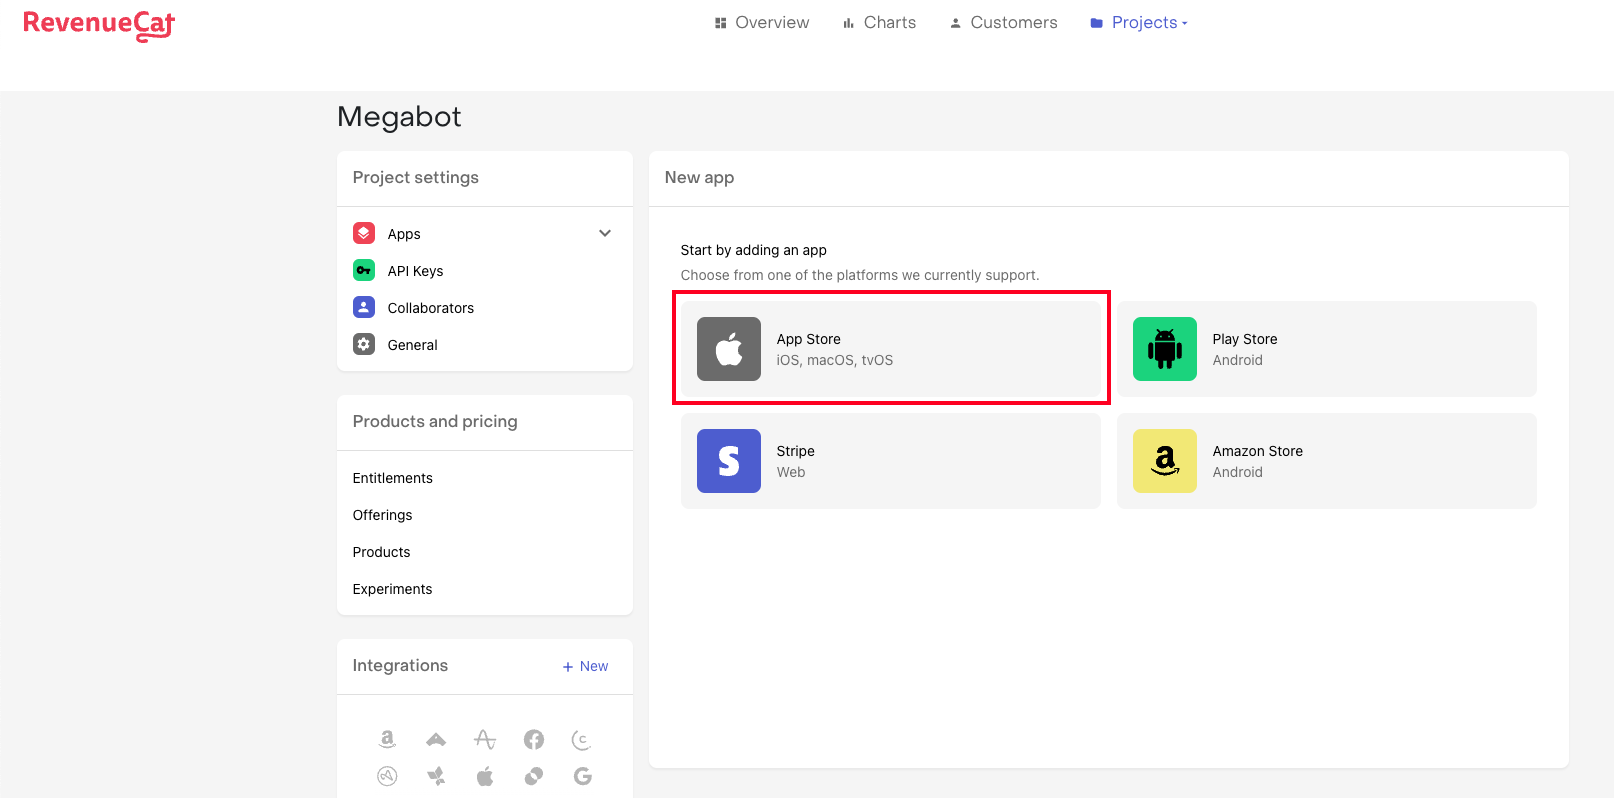 RevenueCat
Overview
Charts
Customers
Projects
Megabot
Project settings
Apps
API Keys
Collaborators
General
Products and pricing
Entitlements
Offerings
Products
Experiments
Integrations
+ New
New app
Start by adding an app
Choose from one of the platforms we currently support.
App Store
iOS, macOS, tvOS
Play Store
Android
Stripe
Web
Amazon Store
Android